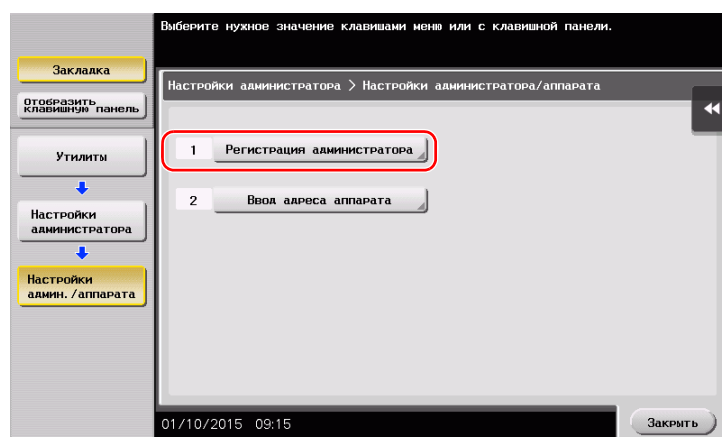 Выберите нужное значение клавишами меню или с клавишной панели.
Закладка
Отобразить
клавишную панель
Утилиты
Настройки
администратора
Настройки
админ. /аппарата
Настройки администратора > Настройки администратора/аппарата
1 Регистрация администратора
2 Ввод адреса аппарата
01/10/2015 09:15
Закрыть